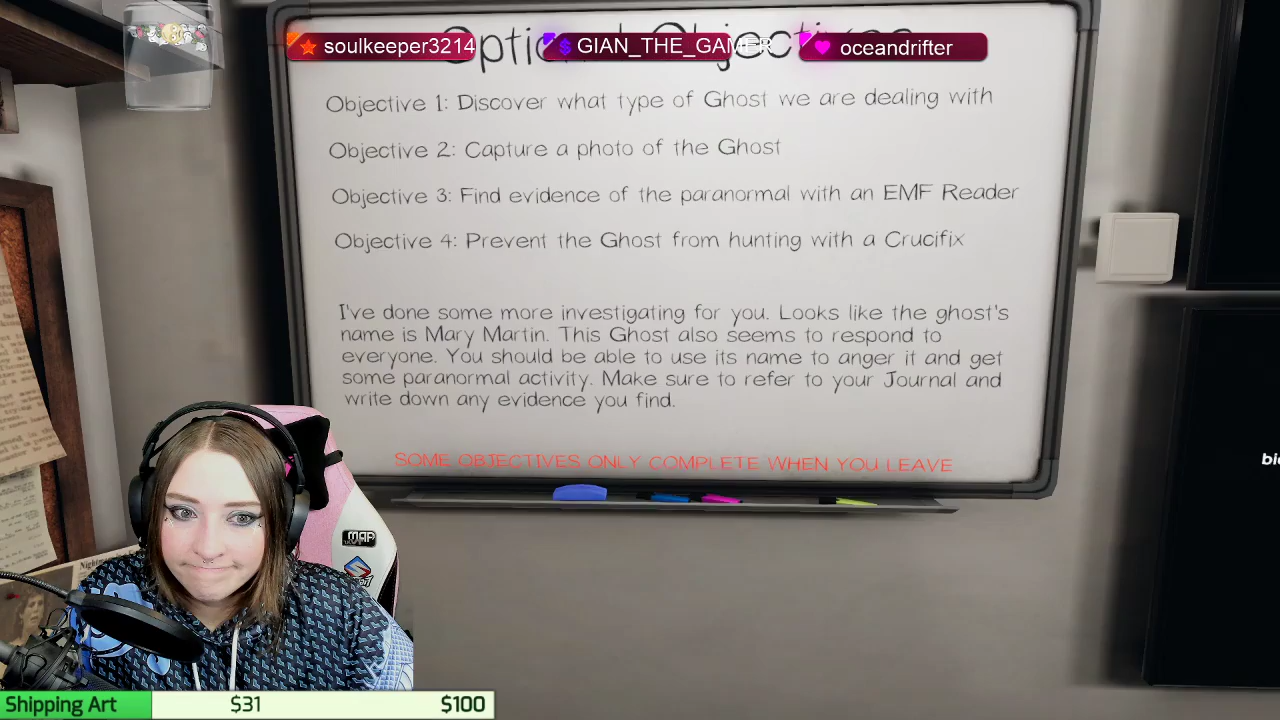 soulkeeper3214
GIAN_THE_GAMER
oceandrifter
Objective 1: Discover what type of Ghost we are dealing with
Objective 2: Capture a photo of the Ghost
Objective 3: Find evidence of the paranormal with an EMF Reader
Objective 4: Prevent the Ghost from hunting with a Crucifix
I've done some more investigating for you. Looks like the ghost's
name is Mary Martin. This Ghost also seems to respond to
everyone. You should be able to use its name to anger it and get
some paranormal activity. Make sure to refer to your Journal and
write down any evidence you find.
SOME OBJECTIVES ONLY COMPLETE WHEN YOU LEAVE
map
Shipping Art $31 $100